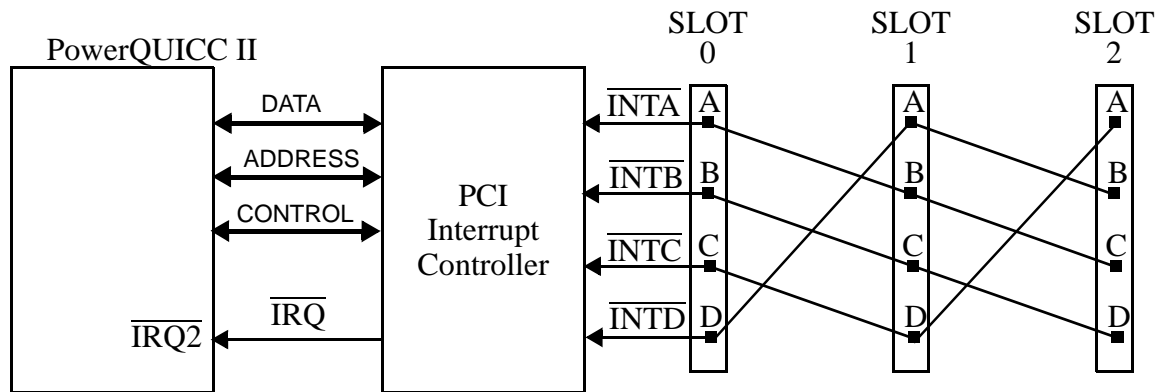 PowerQUICC II
DATA
ADDRESS
CONTROL
IRQ2
IRQ
PCI
Interrupt
Controller
INTA
INTB
INTC
INTD
SLOT
0
A
B
C
D
SLOT
1
A
B
C
D
SLOT
2
A
B
C
D